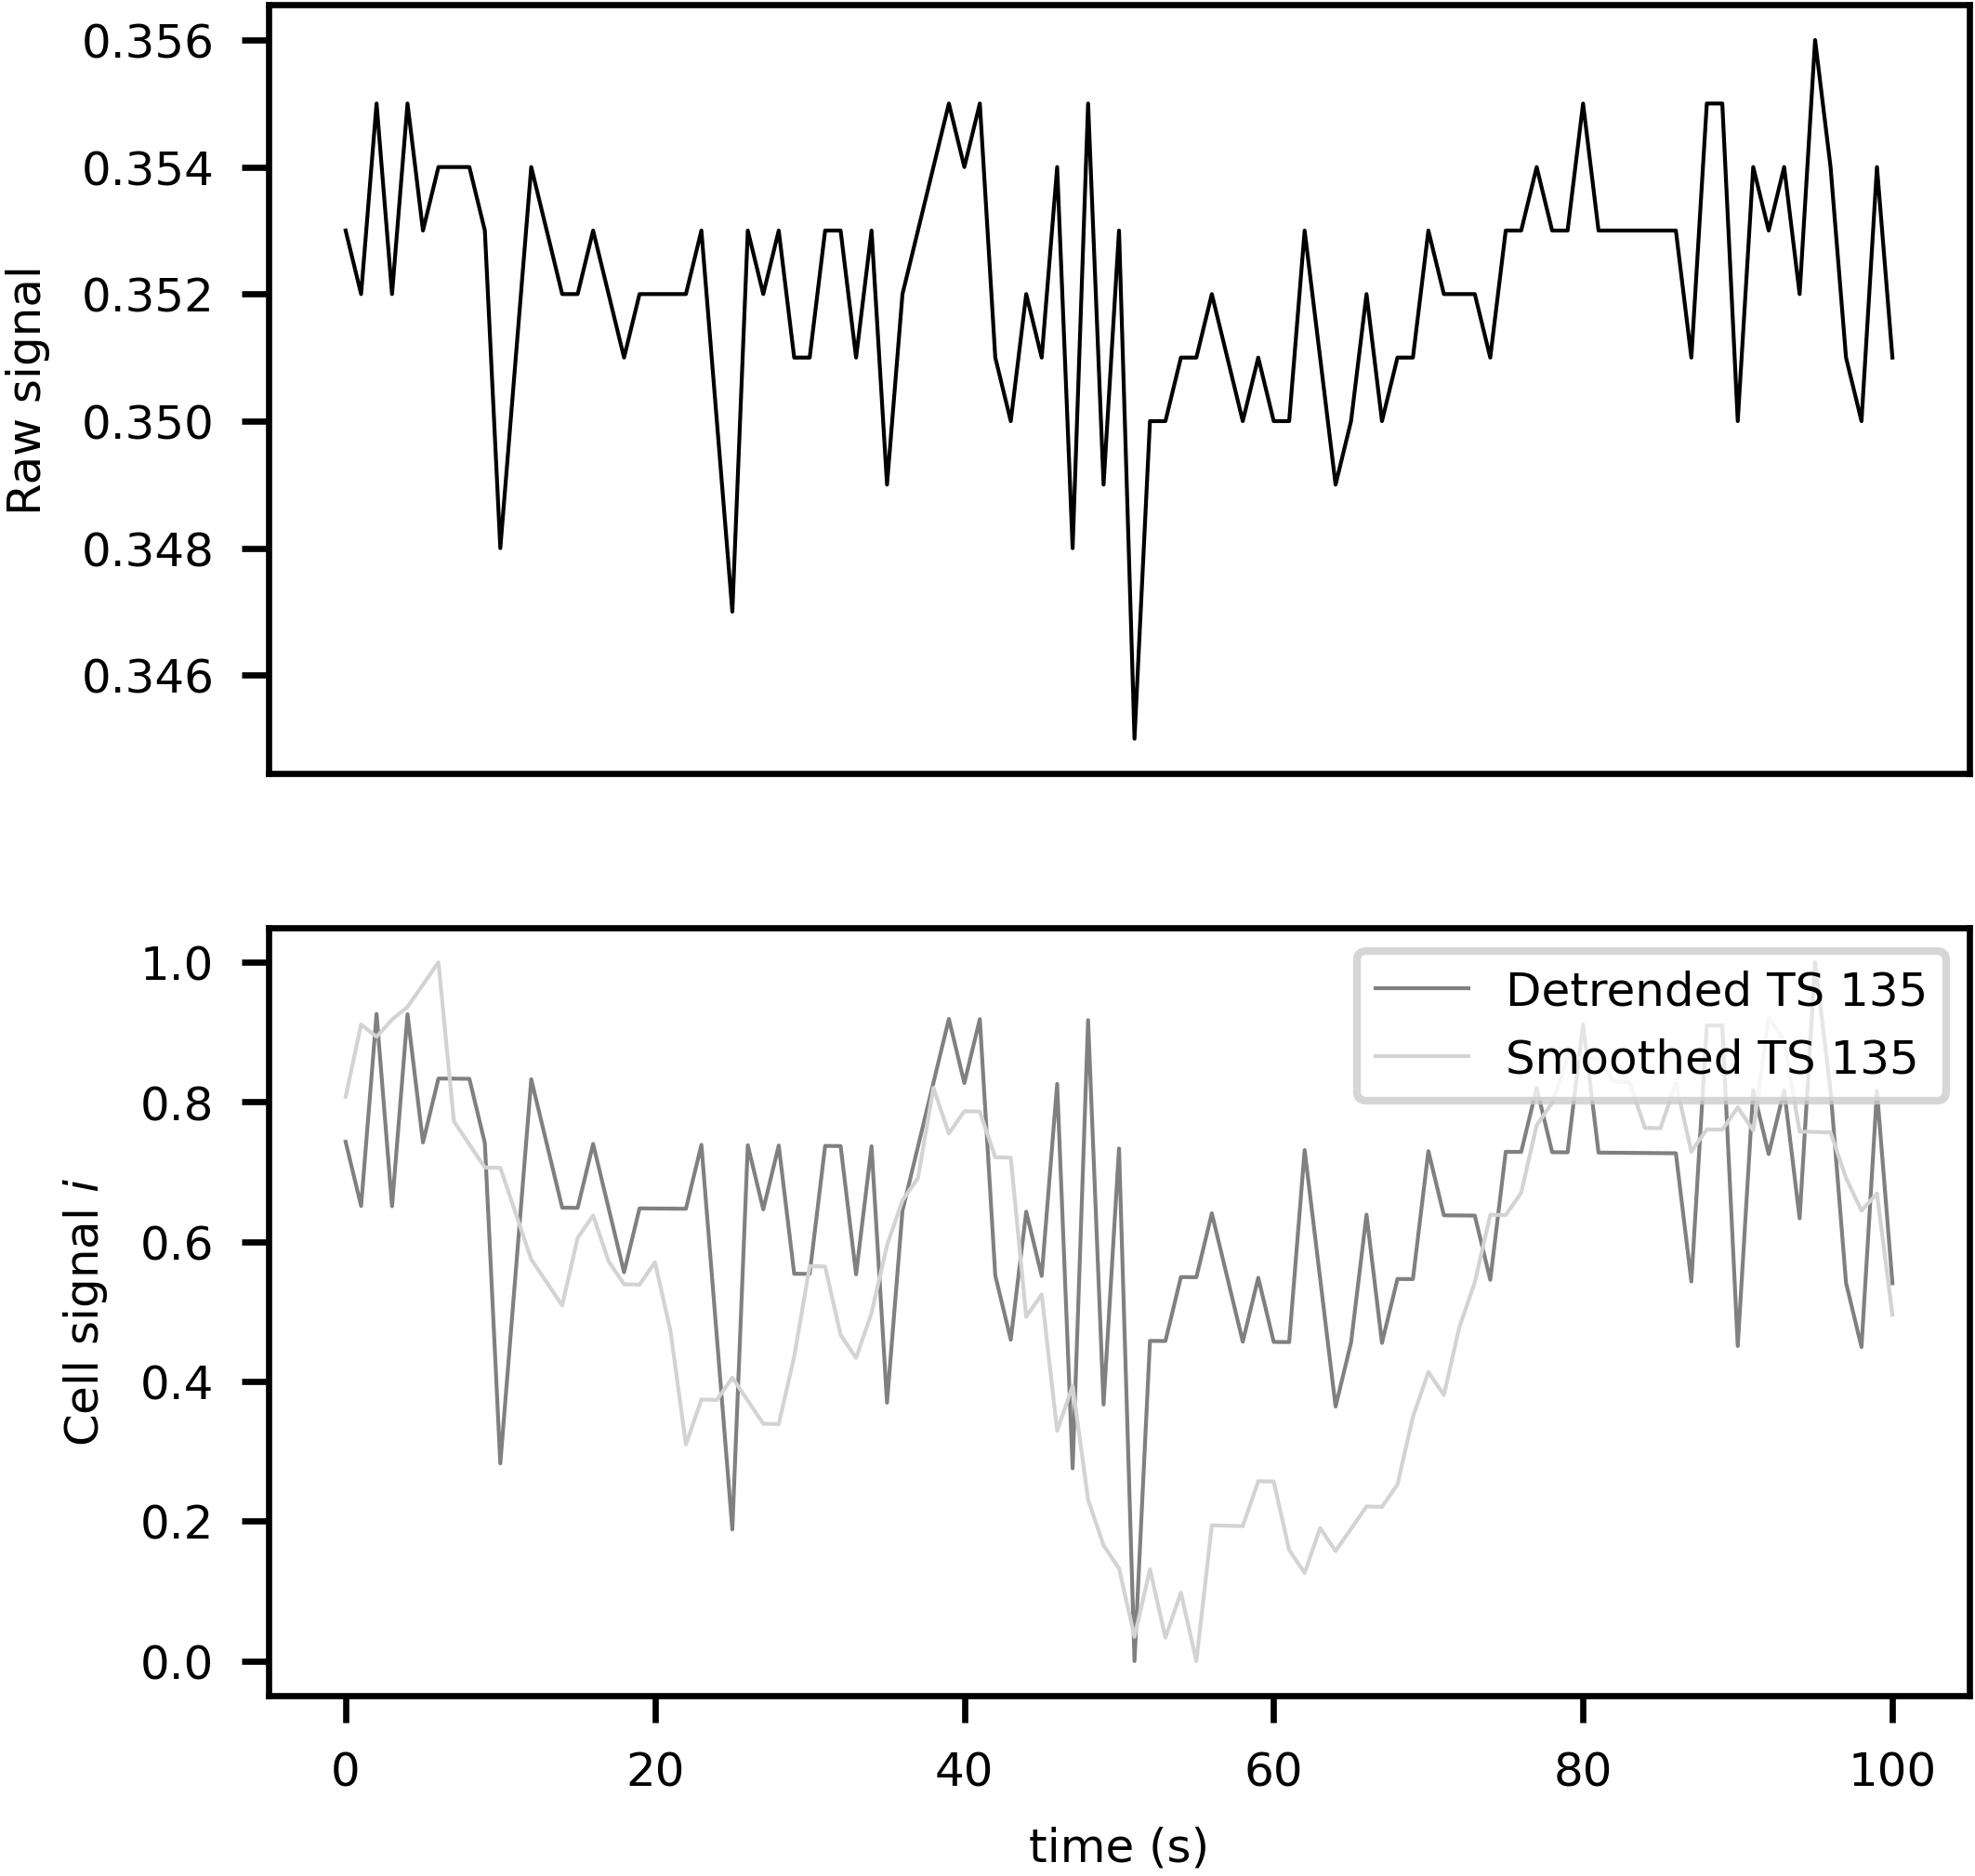 0.356
0.354
0.352
0.350
0.348
0.346
Raw signal
1.0
0.8
0.6
0.4
0.2
0.0
Cell signal i
Detrended TS 135
Smoothed TS 135
0 20 40 60 80 100
time (s)